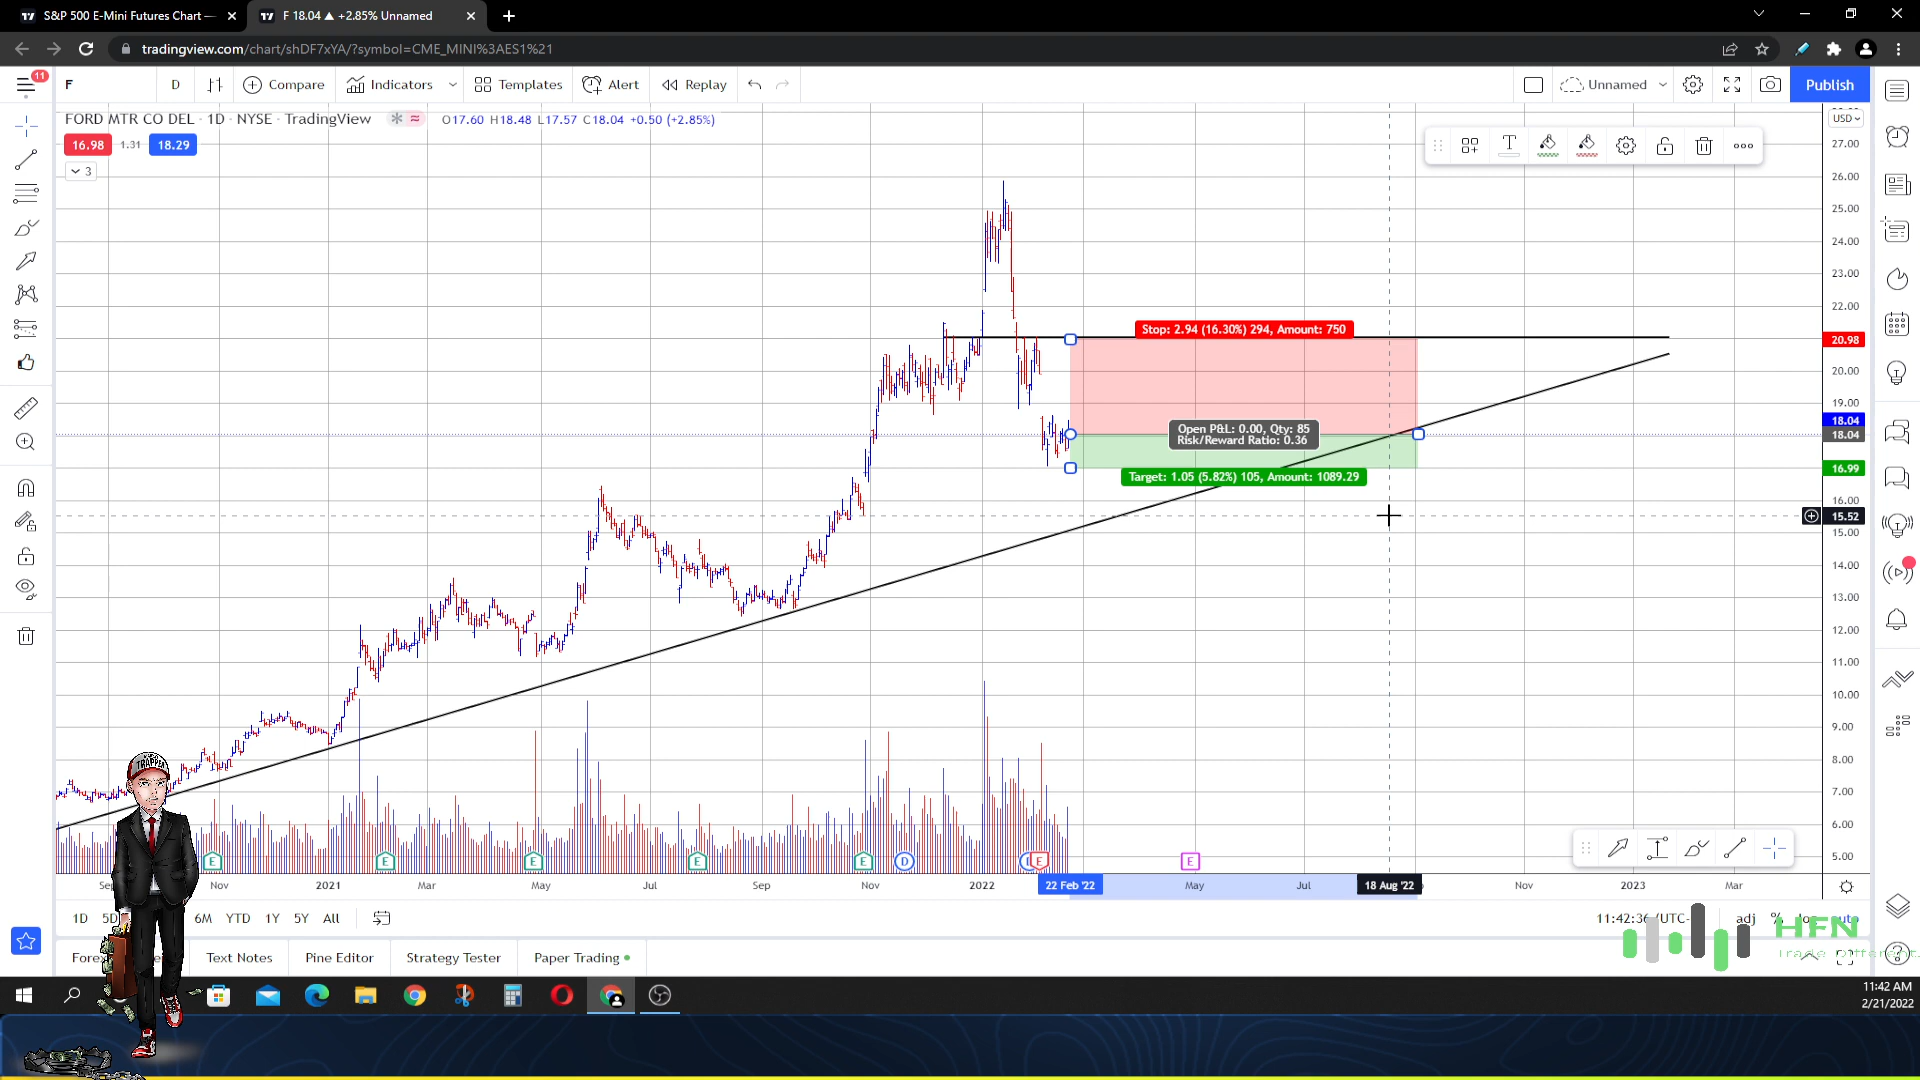 S&P 500 E-Mini Futures Chart —
F 18.04 ▲ +2.85% Unnamed
tradingview.com/chart/shDF7xYA/?symbol=CME_MINI%3AES1%21
11
F
D
Compare
Indicators
Templates
Alert
Replay
Unnamed
Publish
FORD MTR CO DEL · 1D · NYSE · TradingView
O17.60 H18.48 L17.57 C18.04 +0.50 (+2.85%)
16.98 1.31 18.29
3
USD
27.00
26.00
25.00
24.00
23.00
22.00
Stop: 2.94 (16.30%) 294, Amount: 750
20.98
20.00
19.00
18.04
Open P&L: 0.00, Qty: 85
Risk/Reward Ratio: 0.36
18.04
16.99
Target: 1.05 (5.82%) 105, Amount: 1089.29
16.00
15.52
15.00
14.00
13.00
12.00
11.00
10.00
9.00
8.00
7.00
6.00
5.00
TRAPPER
E E E E E D E E
Nov 2021 Mar May Jul Sep Nov 2022 22 Feb '22 May Jul 18 Aug '22 Nov 2023 Mar
1D 5D 6M YTD 1Y 5Y All
11:42:36 (UTC- adj % log auto
HFN
Trade Different.
Text Notes Pine Editor Strategy Tester Paper Trading
11:42 AM
2/21/2022